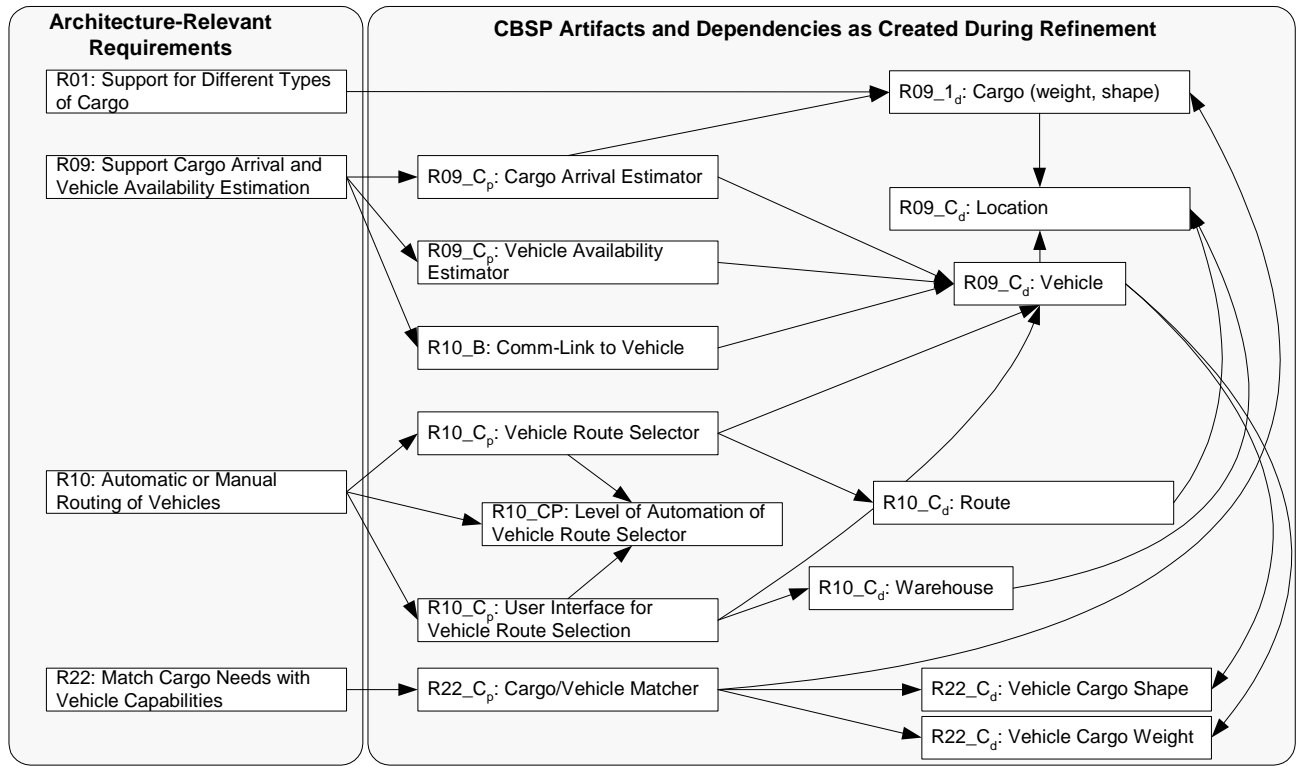 Architecture-Relevant
Requirements
CBSP Artifacts and Dependencies as Created During Refinement
R01: Support for Different Types
of Cargo
R09_1d: Cargo (weight, shape)
R09: Support Cargo Arrival and
Vehicle Availability Estimation
R09_Cp: Cargo Arrival Estimator
R09_Cd: Location
R09_Cp: Vehicle Availability
Estimator
R09_Cd: Vehicle
R10_B: Comm-Link to Vehicle
R10_Cp: Vehicle Route Selector
R10: Automatic or Manual
Routing of Vehicles
R10_Cd: Route
R10_CP: Level of Automation of
Vehicle Route Selector
R10_Cd: Warehouse
R10_Cp: User Interface for
Vehicle Route Selection
R22: Match Cargo Needs with
Vehicle Capabilities
R22_Cp: Cargo/Vehicle Matcher
R22_Cd: Vehicle Cargo Shape
R22_Cd: Vehicle Cargo Weight